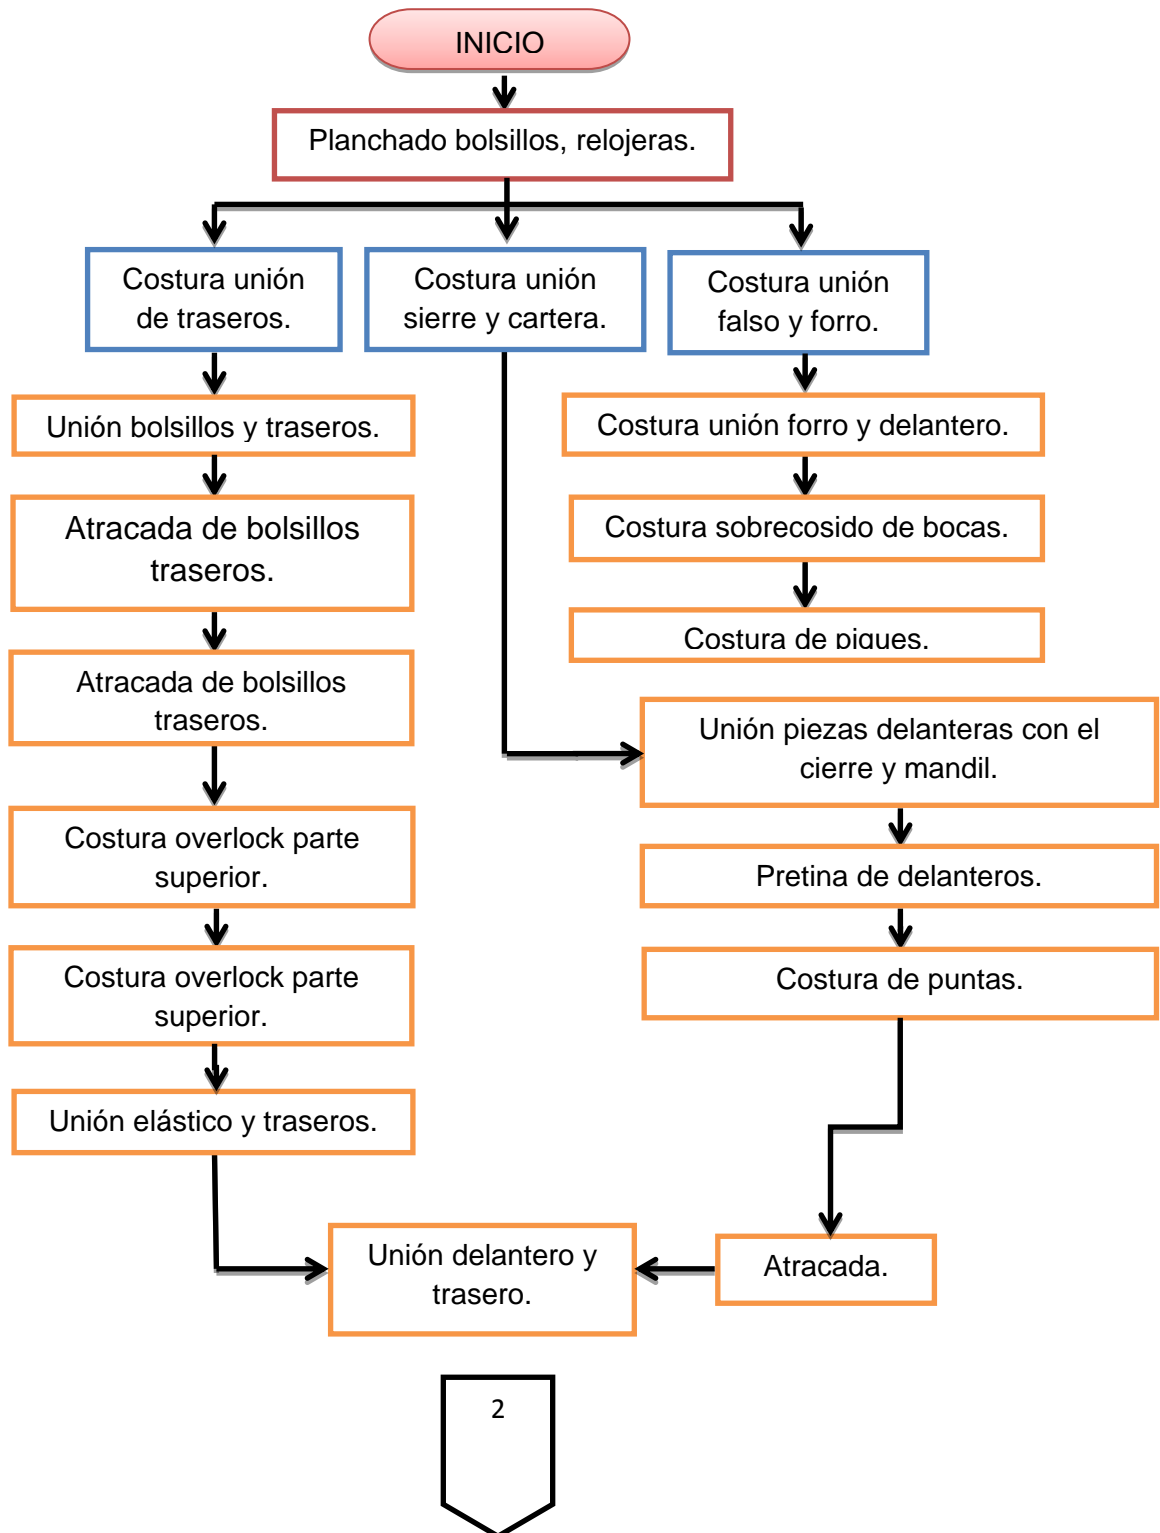 INICIO
Planchado bolsillos, relojeras.
Costura unión
de traseros.
Costura unión
sierre y cartera.
Costura unión
falso y forro.
Unión bolsillos y traseros.
Costura unión forro y delantero.
Atracada de bolsillos
traseros.
Costura sobrecosido de bocas.
Costura de piques.
Atracada de bolsillos
traseros.
Unión piezas delanteras con el
cierre y mandil.
Costura overlock parte
superior.
Pretina de delanteros.
Costura overlock parte
superior.
Costura de puntas.
Unión elástico y traseros.
Unión delantero y
trasero.
Atracada.
2